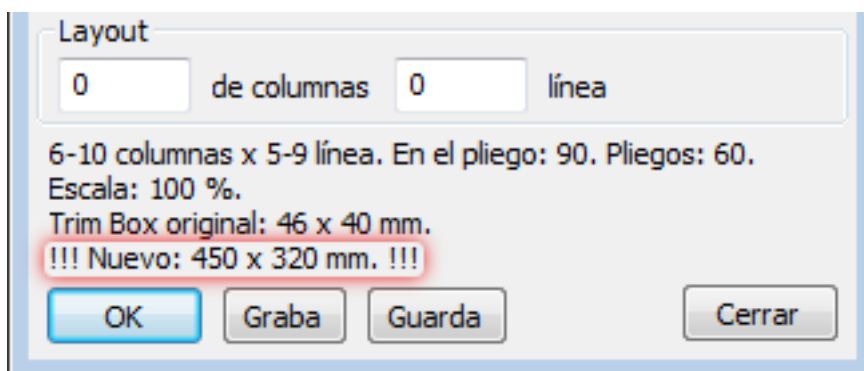 Layout
0 de columnas 0 línea
6-10 columnas x 5-9 línea. En el pliego: 90. Pliegos: 60.
Escala: 100 %.
Trim Box original: 46 x 40 mm.
!!! Nuevo: 450 x 320 mm. !!!
OK Graba Guarda Cerrar